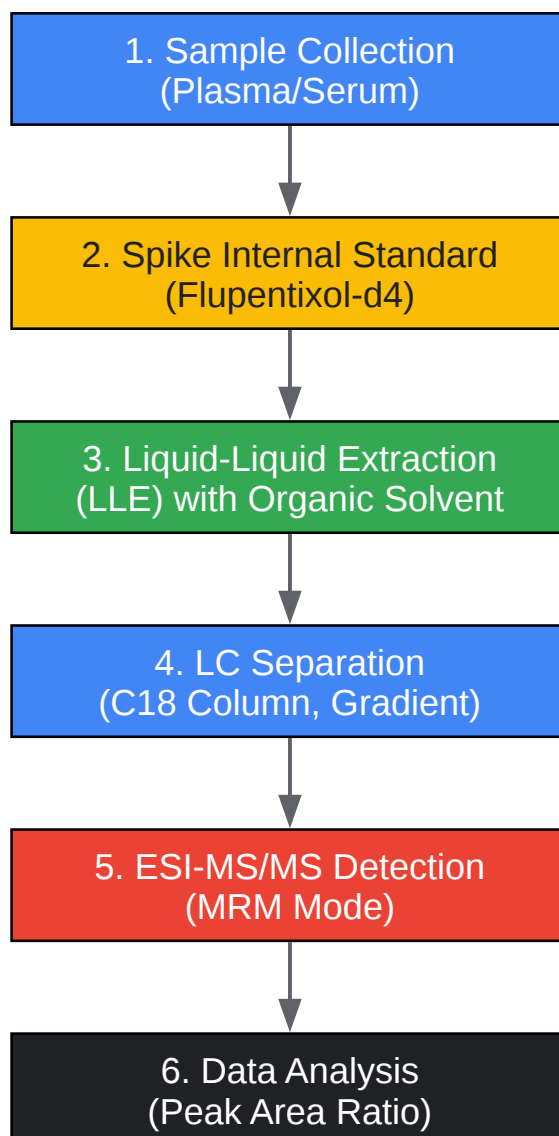 1. Sample Collection
(Plasma/Serum)
2. Spike Internal Standard
(Flupentixol-d4)
3. Liquid-Liquid Extraction
(LLE) with Organic Solvent
4. LC Separation
(C18 Column, Gradient)
5. ESI-MS/MS Detection
(MRM Mode)
6. Data Analysis
(Peak Area Ratio)